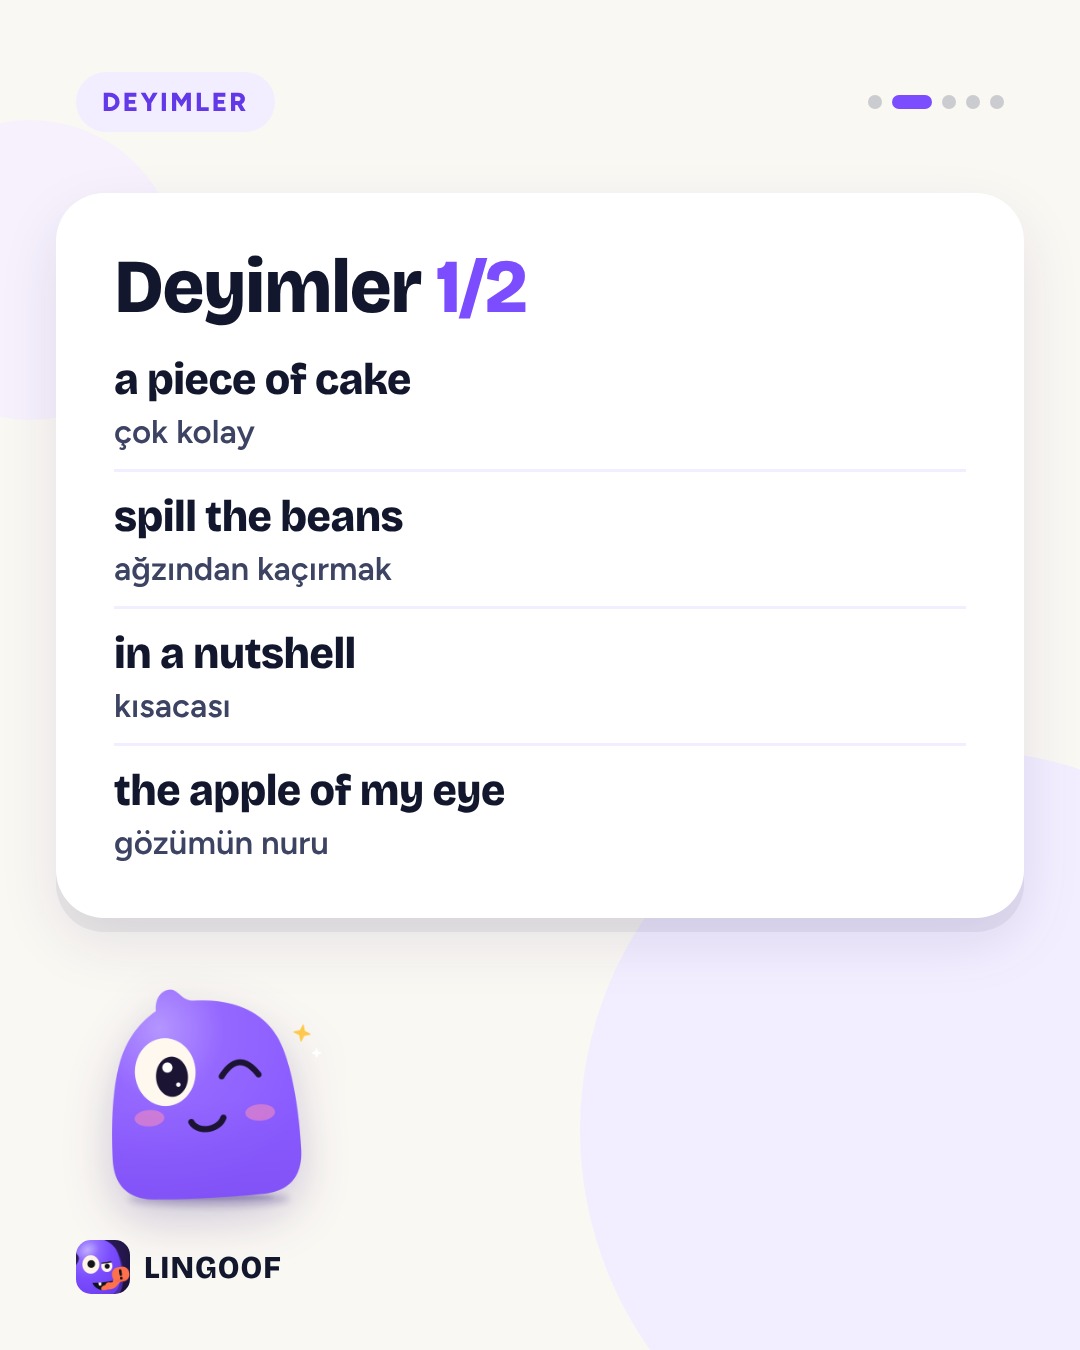 DEYIMLER
Deyimler 1/2
a piece of cake
çok kolay
spill the beans
ağzından kaçırmak
in a nutshell
kısacası
the apple of my eye
gözümün nuru
LINGOOF